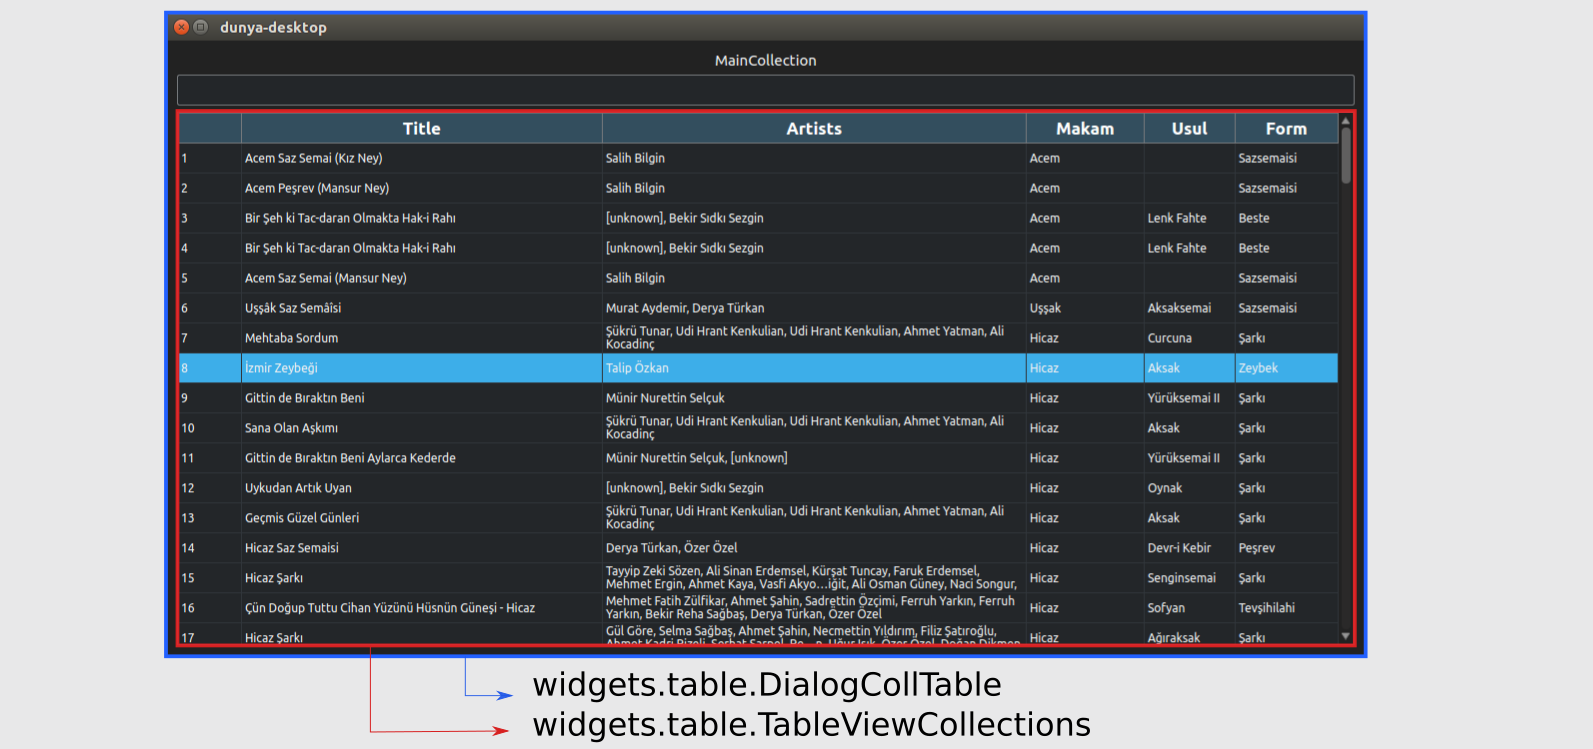 dunya-desktop
MainCollection
Title Artists Makam Usul Form
1 Acem Saz Semai (Kız Ney) Salih Bilgin Acem Sazsemaisi
2 Acem Peşrev (Mansur Ney) Salih Bilgin Acem Sazsemaisi
3 Bir Şeh ki Tac-daran Olmakta Hak-i Rahı [unknown], Bekir Sıdkı Sezgin Acem Lenk Fahte Beste
4 Bir Şeh ki Tac-daran Olmakta Hak-i Rahı [unknown], Bekir Sıdkı Sezgin Acem Lenk Fahte Beste
5 Acem Saz Semai (Mansur Ney) Salih Bilgin Acem Sazsemaisi
6 Uşşâk Saz Semâîsi Murat Aydemir, Derya Türkan Uşşak Aksaksemai Sazsemaisi
7 Mehtaba Sordum Şükrü Tunar, Udi Hrant Kenkulian, Udi Hrant Kenkulian, Ahmet Yatman, Ali
Kocadinç Hicaz Curcuna Şarkı
8 İzmir Zeybeği Talip Özkan Hicaz Aksak Zeybek
9 Gittin de Bıraktın Beni Münir Nurettin Selçuk Hicaz Yürüksemai II Şarkı
10 Sana Olan Aşkımı Şükrü Tunar, Udi Hrant Kenkulian, Udi Hrant Kenkulian, Ahmet Yatman, Ali
Kocadinç Hicaz Aksak Şarkı
11 Gittin de Bıraktın Beni Aylarca Kederde Münir Nurettin Selçuk, [unknown] Hicaz Yürüksemai II Şarkı
12 Uykudan Artık Uyan [unknown], Bekir Sıdkı Sezgin Hicaz Oynak Şarkı
13 Geçmis Güzel Günleri Şükrü Tunar, Udi Hrant Kenkulian, Udi Hrant Kenkulian, Ahmet Yatman, Ali
Kocadinç Hicaz Aksak Şarkı
14 Hicaz Saz Semaisi Derya Türkan, Özer Özel Hicaz Devr-i Kebir Peşrev
15 Hicaz Şarkı Tayyip Zeki Sözen, Ali Sinan Erdemsel, Kürşat Tuncay, Faruk Erdemsel,
Mehmet Ergin, Ahmet Kaya, Vasfi Akyo...iğit, Ali Osman Güney, Naci Songur, Hicaz Senginsemai Şarkı
16 Çün Doğup Tuttu Cihan Yüzünü Hüsnün Güneşi - Hicaz Mehmet Fatih Zülfikar, Ahmet Şahin, Sadrettin Özçimi, Ferruh Yarkın, Ferruh
Yarkın, Bekir Reha Sağbaş, Derya Türkan, Özer Özel Hicaz Sofyan Tevşihilahi
17 Hicaz Şarkı Gül Göre, Selma Sağbaş, Ahmet Şahin, Necmettin Yıldırım, Filiz Şatıroğlu,
Hicaz Ağıraksak Şarkı
widgets.table.DialogCollTable
widgets.table.TableViewCollections